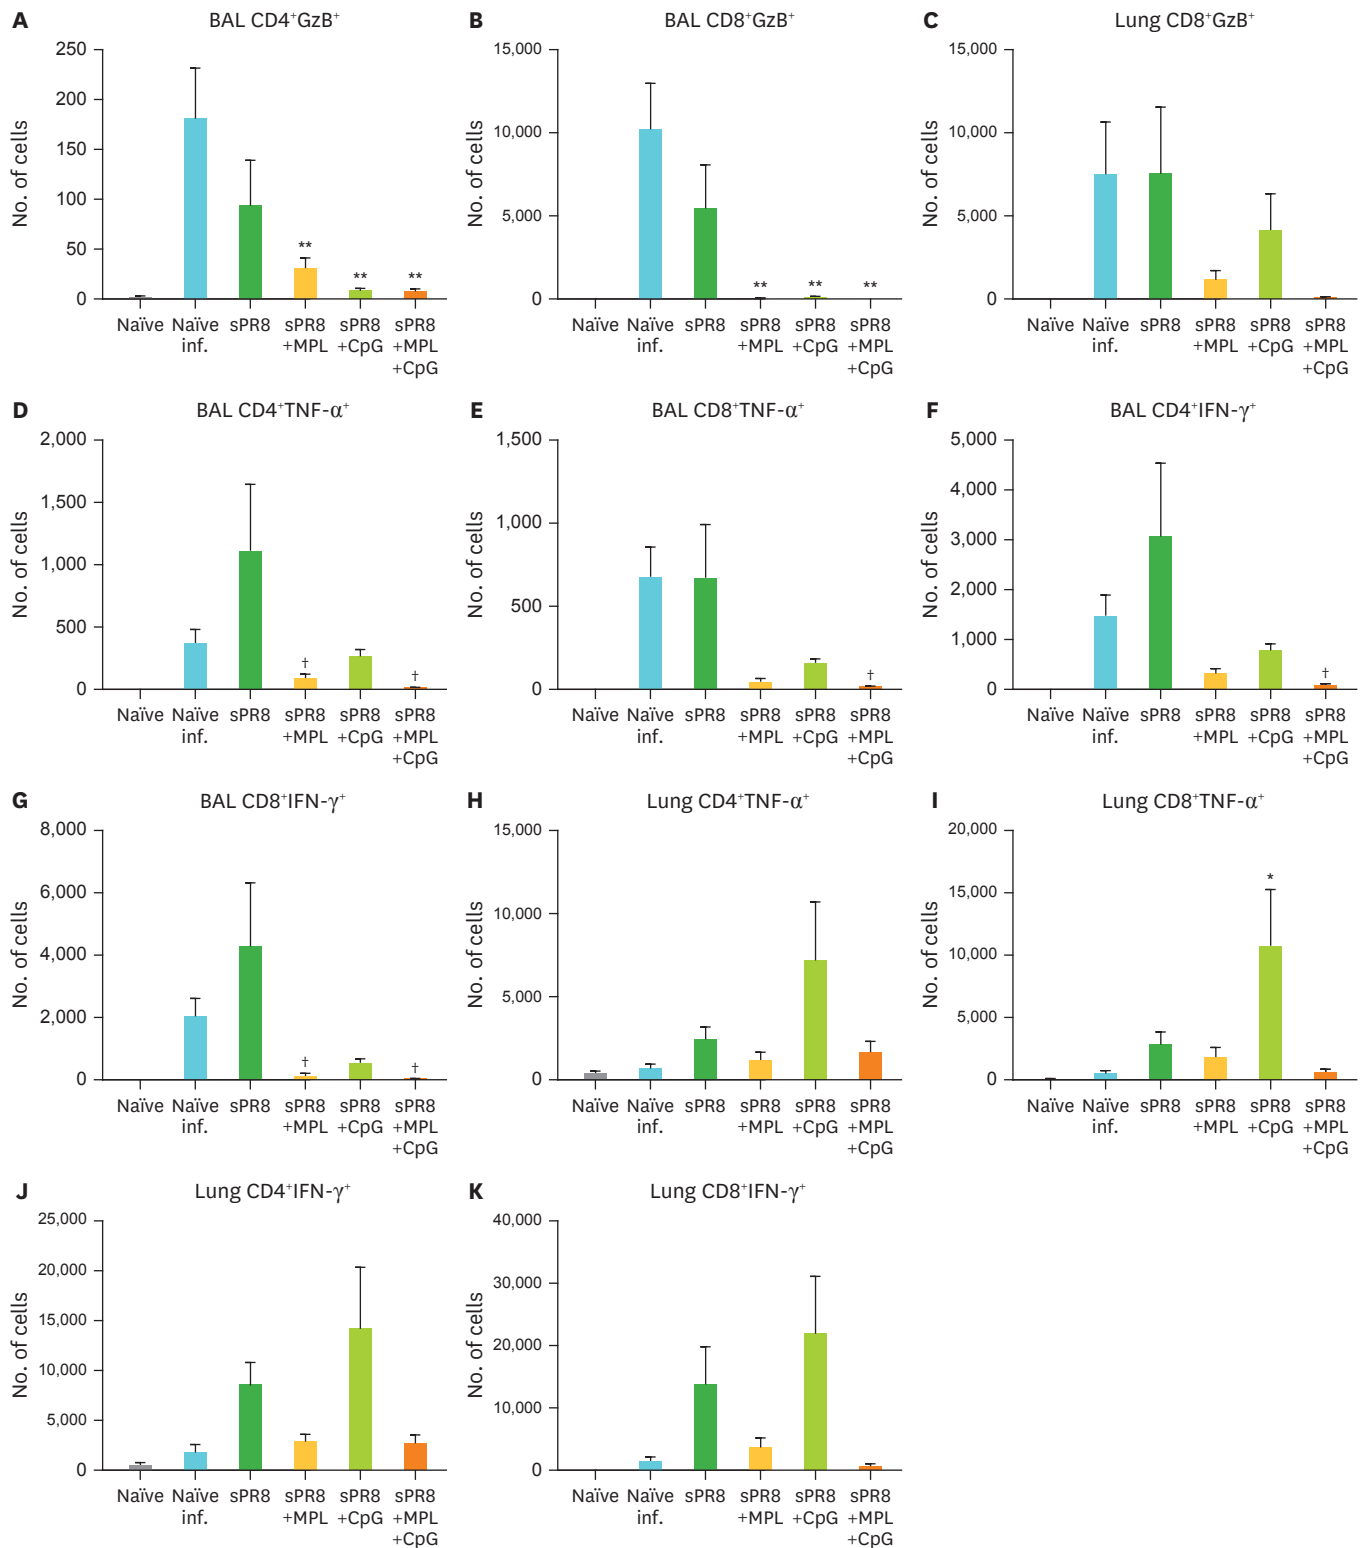 A BAL CD4⁺GzB⁺
No. of cells
250
200
150
100
50
0
** ** **
Naïve Naïve inf. sPR8 sPR8 +MPL sPR8 +CpG sPR8 +MPL +CpG
B BAL CD8⁺GzB⁺
No. of cells
15,000
10,000
5,000
0
** ** **
Naïve Naïve inf. sPR8 sPR8 +MPL sPR8 +CpG sPR8 +MPL +CpG
C Lung CD8⁺GzB⁺
No. of cells
15,000
10,000
5,000
0
Naïve Naïve inf. sPR8 sPR8 +MPL sPR8 +CpG sPR8 +MPL +CpG
D BAL CD4⁺TNF-α⁺
No. of cells
2,000
1,500
1,000
500
0
† †
Naïve Naïve inf. sPR8 sPR8 +MPL sPR8 +CpG sPR8 +MPL +CpG
E BAL CD8⁺TNF-α⁺
No. of cells
1,500
1,000
500
0
†
Naïve Naïve inf. sPR8 sPR8 +MPL sPR8 +CpG sPR8 +MPL +CpG
F BAL CD4⁺IFN-γ⁺
No. of cells
5,000
4,000
3,000
2,000
1,000
0
†
Naïve Naïve inf. sPR8 sPR8 +MPL sPR8 +CpG sPR8 +MPL +CpG
G BAL CD8⁺IFN-γ⁺
No. of cells
8,000
6,000
4,000
2,000
0
† †
Naïve Naïve inf. sPR8 sPR8 +MPL sPR8 +CpG sPR8 +MPL +CpG
H Lung CD4⁺TNF-α⁺
No. of cells
15,000
10,000
5,000
0
Naïve Naïve inf. sPR8 sPR8 +MPL sPR8 +CpG sPR8 +MPL +CpG
I Lung CD8⁺TNF-α⁺
No. of cells
20,000
15,000
10,000
5,000
0
*
Naïve Naïve inf. sPR8 sPR8 +MPL sPR8 +CpG sPR8 +MPL +CpG
J Lung CD4⁺IFN-γ⁺
No. of cells
25,000
20,000
15,000
10,000
5,000
0
Naïve Naïve inf. sPR8 sPR8 +MPL sPR8 +CpG sPR8 +MPL +CpG
K Lung CD8⁺IFN-γ⁺
No. of cells
40,000
30,000
20,000
10,000
0
Naïve Naïve inf. sPR8 sPR8 +MPL sPR8 +CpG sPR8 +MPL +CpG